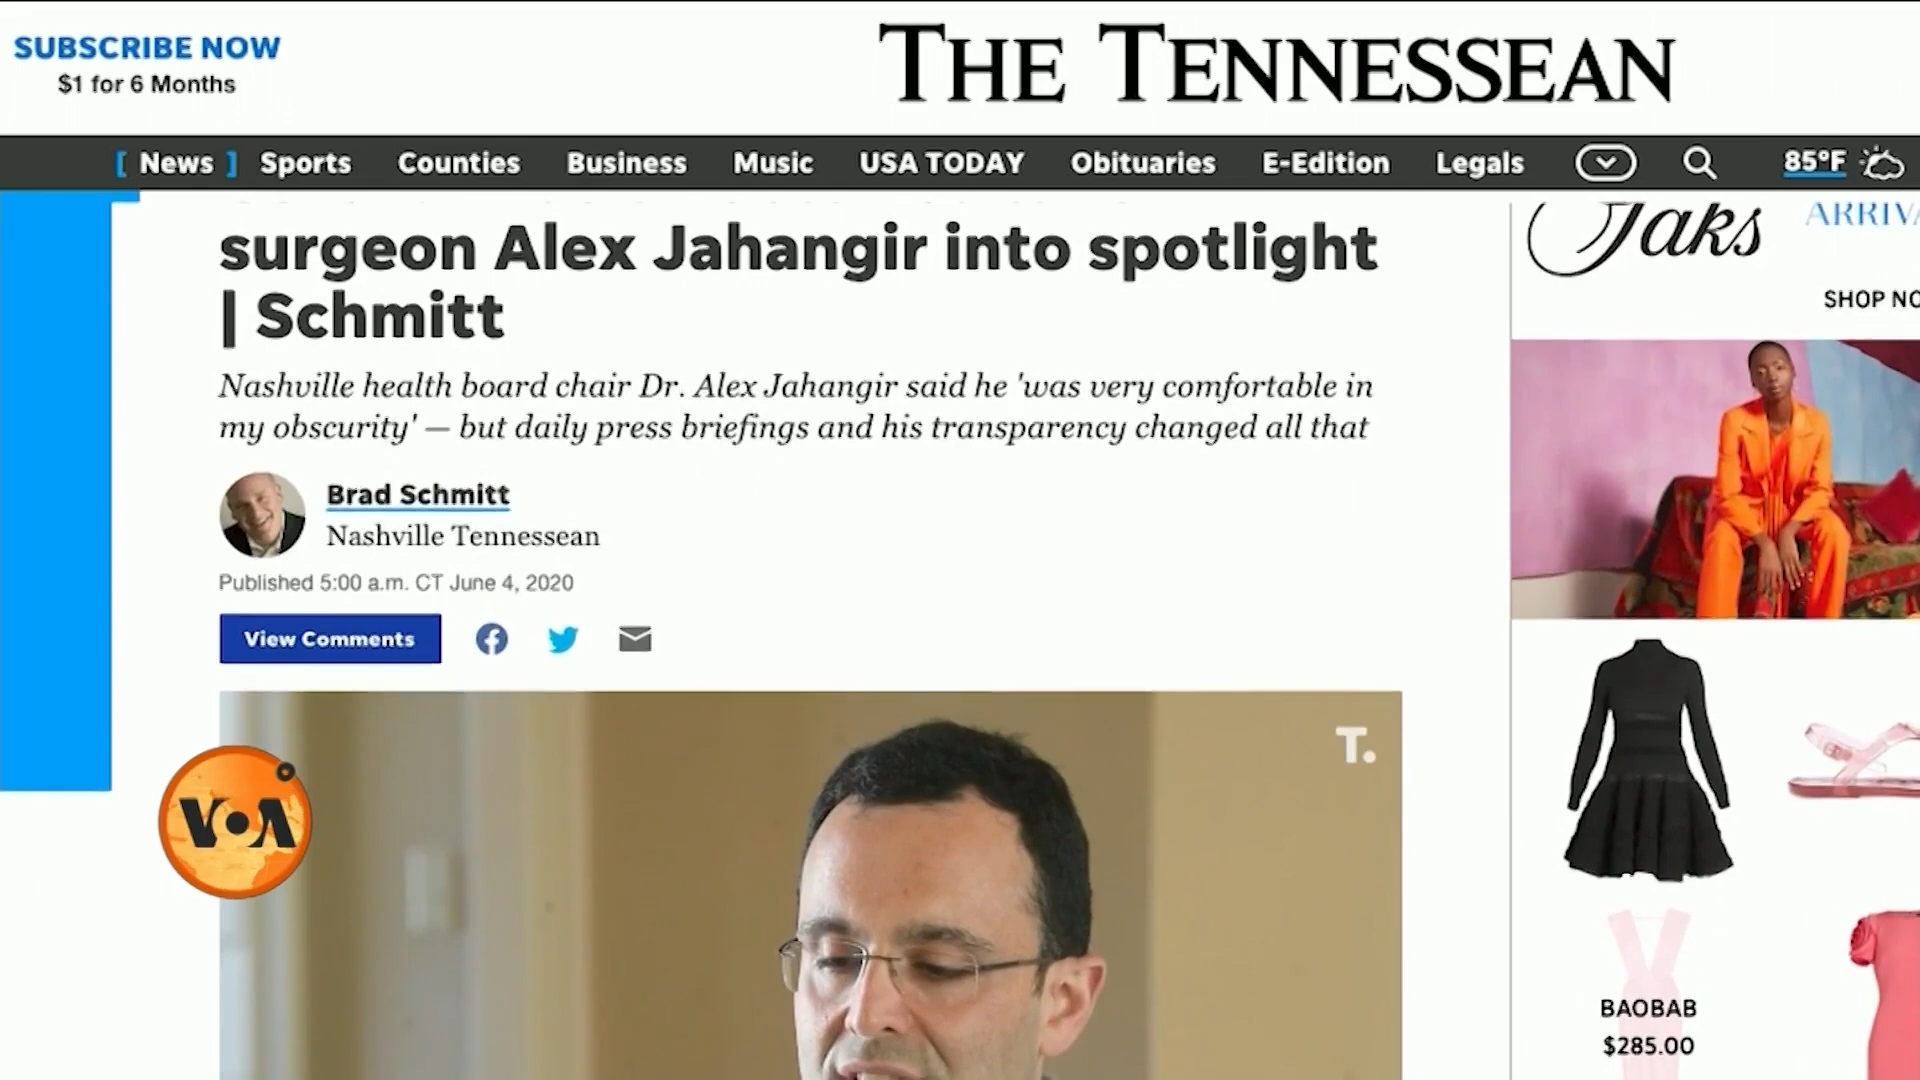 SUBSCRIBE NOW
$1 for 6 Months
THE TENNESSEAN
[ News ] Sports Counties Business Music USA TODAY Obituaries E-Edition Legals 85°F
surgeon Alex Jahangir into spotlight
| Schmitt
Nashville health board chair Dr. Alex Jahangir said he 'was very comfortable in
my obscurity' — but daily press briefings and his transparency changed all that
Brad Schmitt
Nashville Tennessean
Published 5:00 a.m. CT June 4, 2020
View Comments
T.
VOA
SHOP
BAOBAB
$285.00